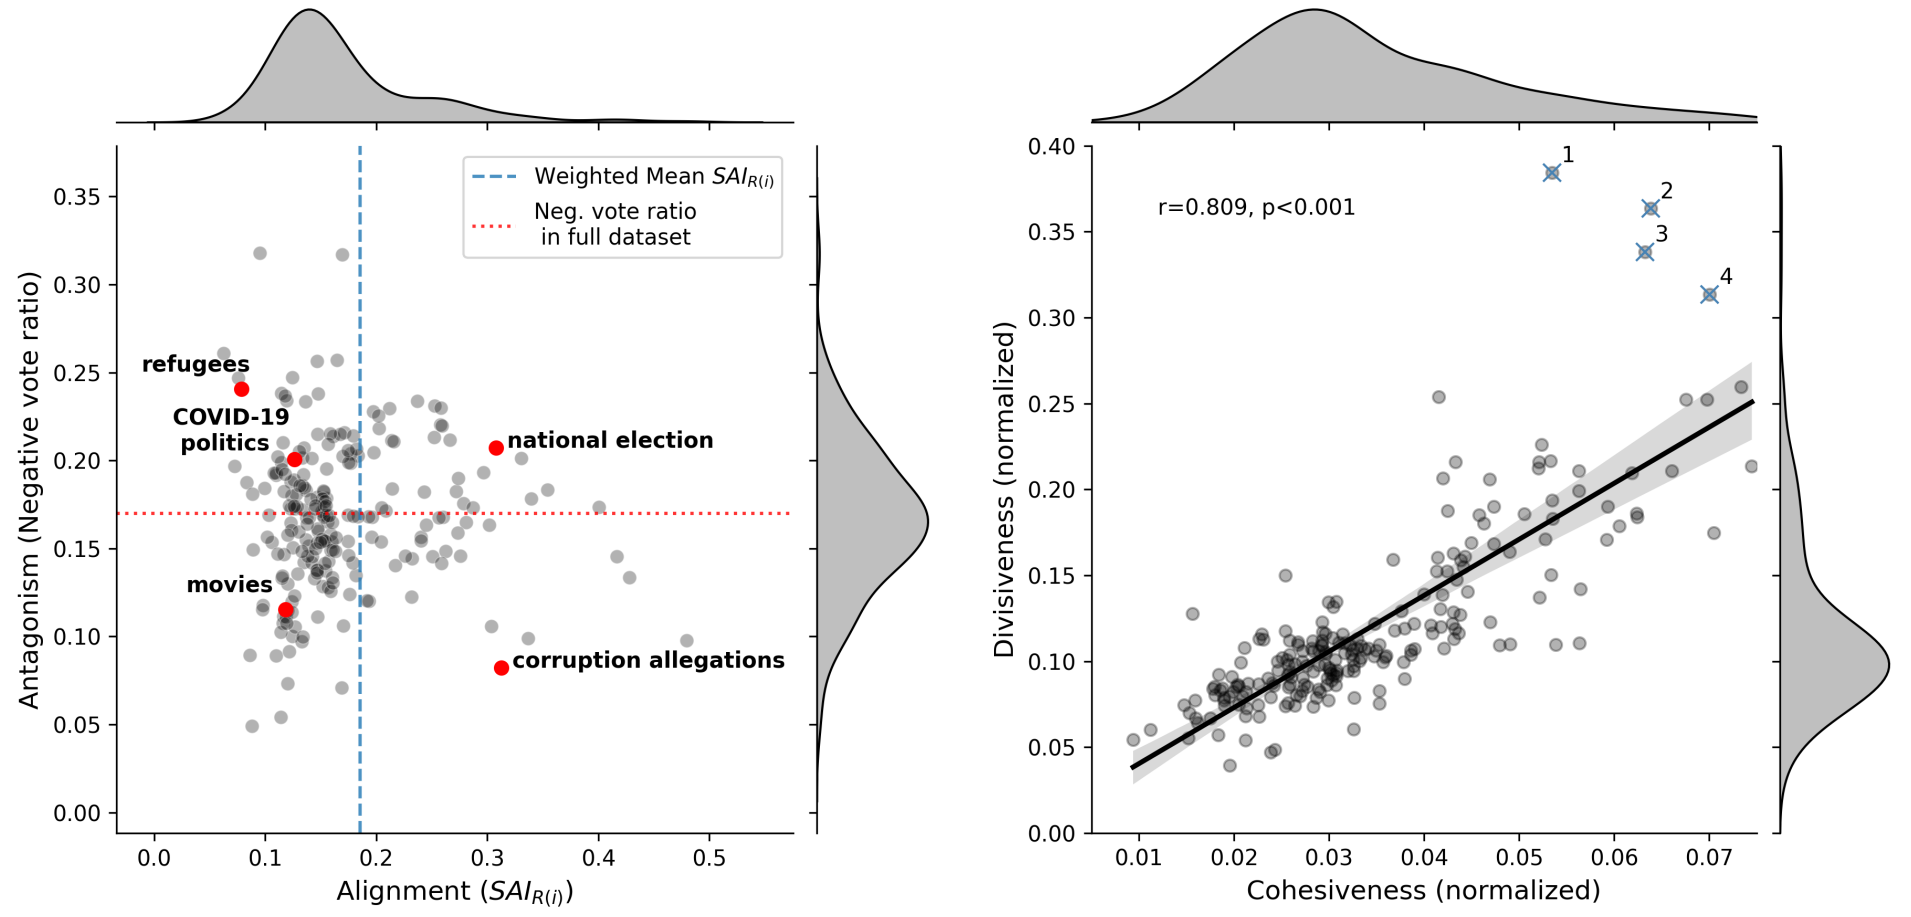 Weighted Mean SAI_R(i)
Neg. vote ratio
in full dataset
0.35
0.30
0.25
0.20
0.15
0.10
0.05
0.00
Antagonism (Negative vote ratio)
refugees
COVID-19
politics
national election
movies
corruption allegations
0.0 0.1 0.2 0.3 0.4 0.5
Alignment (SAI_R(i))
0.40
0.35
0.30
0.25
0.20
0.15
0.10
0.05
0.00
Divisiveness (normalized)
r=0.809, p<0.001
1
2
3
4
0.01 0.02 0.03 0.04 0.05 0.06 0.07
Cohesiveness (normalized)